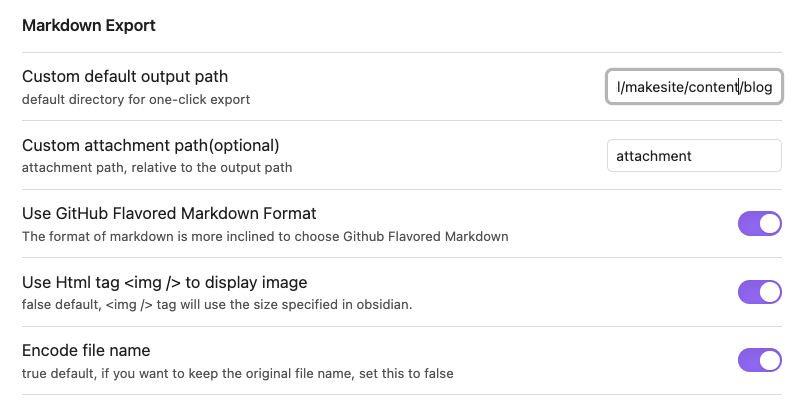 Markdown Export
Custom default output path
default directory for one-click export
l/makesite/content/blog
Custom attachment path(optional)
attachment path, relative to the output path
attachment
Use GitHub Flavored Markdown Format
The format of markdown is more inclined to choose Github Flavored Markdown
Use Html tag <img /> to display image
false default, <img /> tag will use the size specified in obsidian.
Encode file name
true default, if you want to keep the original file name, set this to false